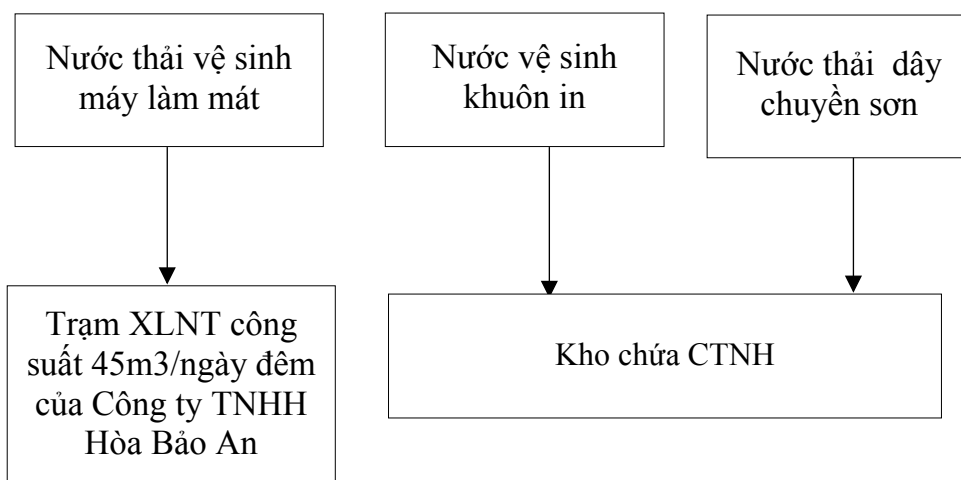 Nước thải vệ sinh
máy làm mát
Nước vệ sinh
khuôn in
Nước thải dây
chuyền sơn
Trạm XLNT công
suất 45m3/ngày đêm
của Công ty TNHH
Hòa Bảo An
Kho chứa CTNH